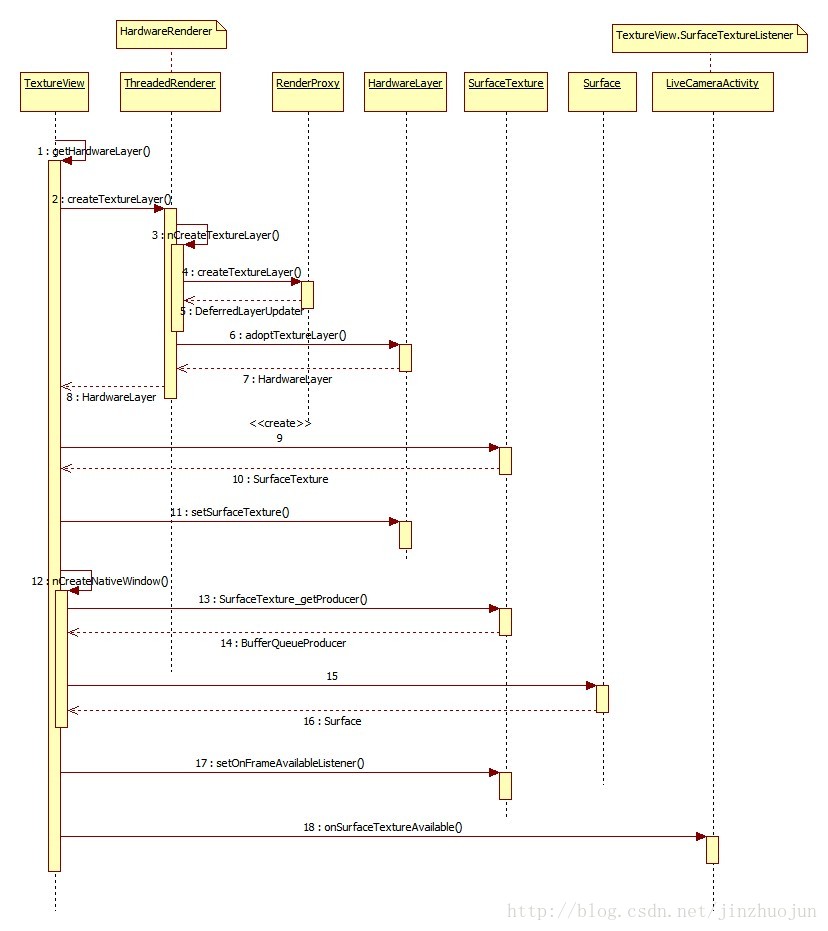 HardwareRenderer
TextureView.SurfaceTextureListener
TextureView
ThreadedRenderer
RenderProxy
HardwareLayer
SurfaceTexture
Surface
LiveCameraActivity
1 : getHardwareLayer()
2 : createTextureLayer()
3 : nCreateTextureLayer()
4 : createTextureLayer()
5 : DeferredLayerUpdater
6 : adoptTextureLayer()
7 : HardwareLayer
8 : HardwareLayer
<<create>>
9
10 : SurfaceTexture
11 : setSurfaceTexture()
12 : nCreateNativeWindow()
13 : SurfaceTexture_getProducer()
14 : BufferQueueProducer
15
16 : Surface
17 : setOnFrameAvailableListener()
18 : onSurfaceTextureAvailable()
http://blog.csdn.net/jinzhuojun